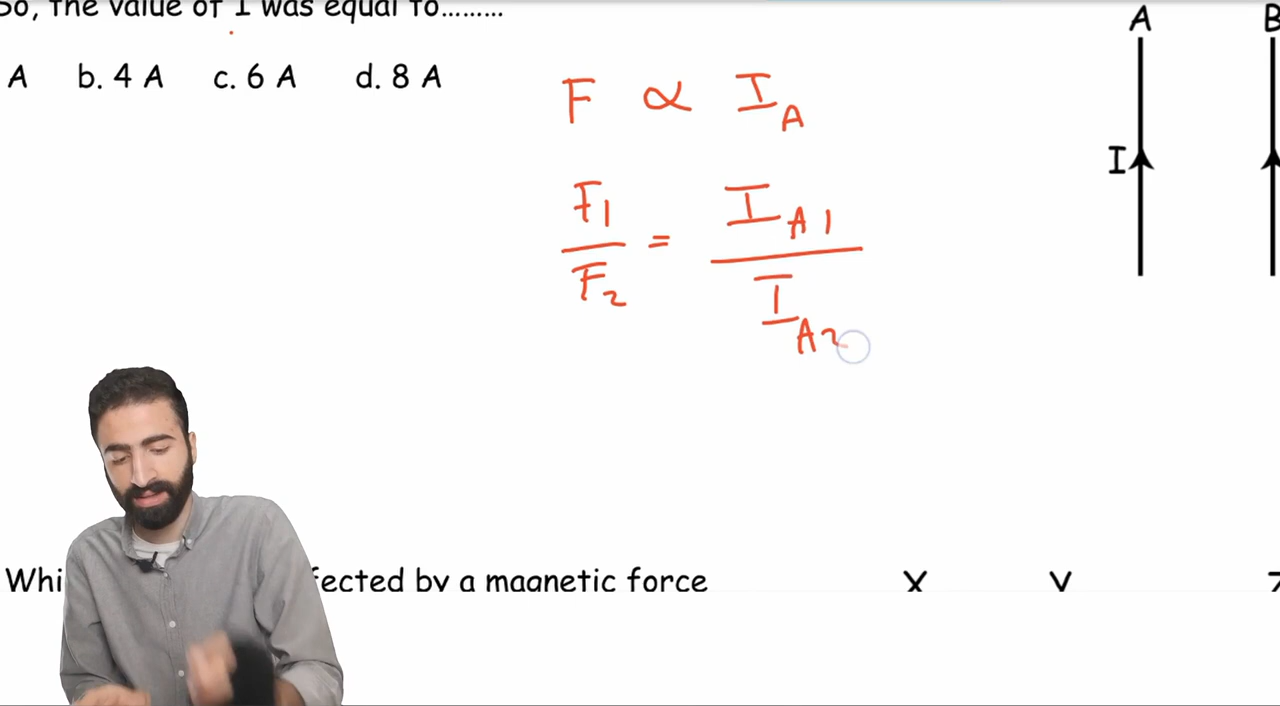 So, the value of I was equal to.........
A b. 4 A c. 6 A d. 8 A
A B
F ∝ I_A
I
F1 / F2 = I_A1 / I_A2
fected by a magnetic force X Y